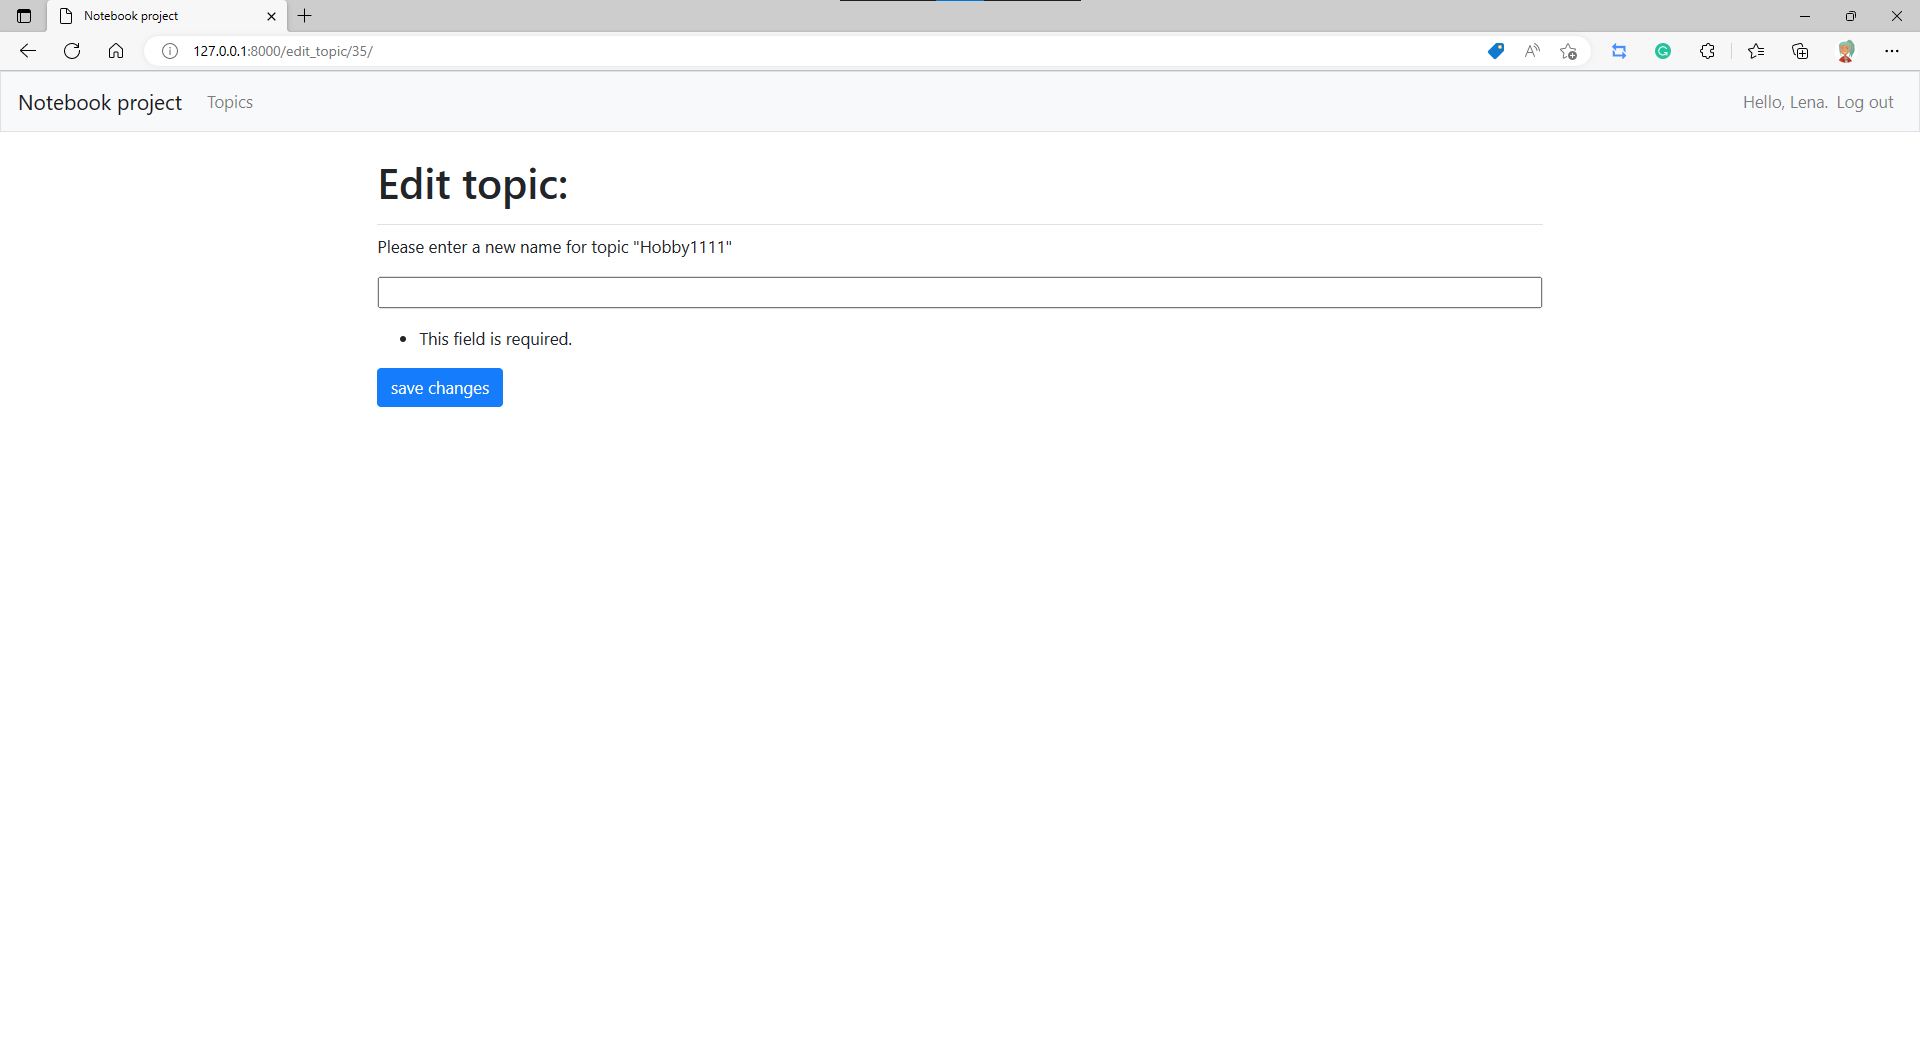 Notebook project
127.0.0.1:8000/edit_topic/35/
Notebook project Topics Hello, Lena. Log out
Edit topic:
Please enter a new name for topic "Hobby1111"
• This field is required.
save changes